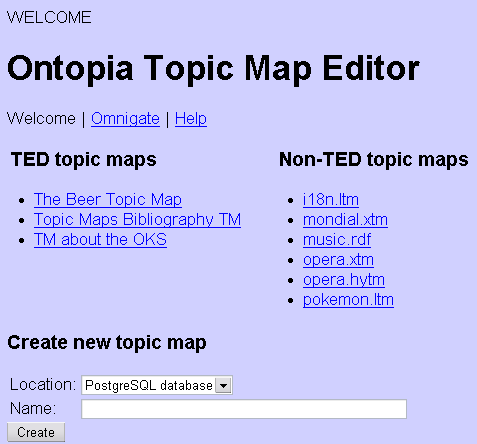 WELCOME
Ontopia Topic Map Editor
Welcome | Omnigate | Help
TED topic maps
The Beer Topic Map
Topic Maps Bibliography TM
TM about the OKS
Non-TED topic maps
i18n.ltm
mondial.xtm
music.rdf
opera.xtm
opera.hytm
pokemon.ltm
Create new topic map
Location: PostgreSQL database
Name:
Create